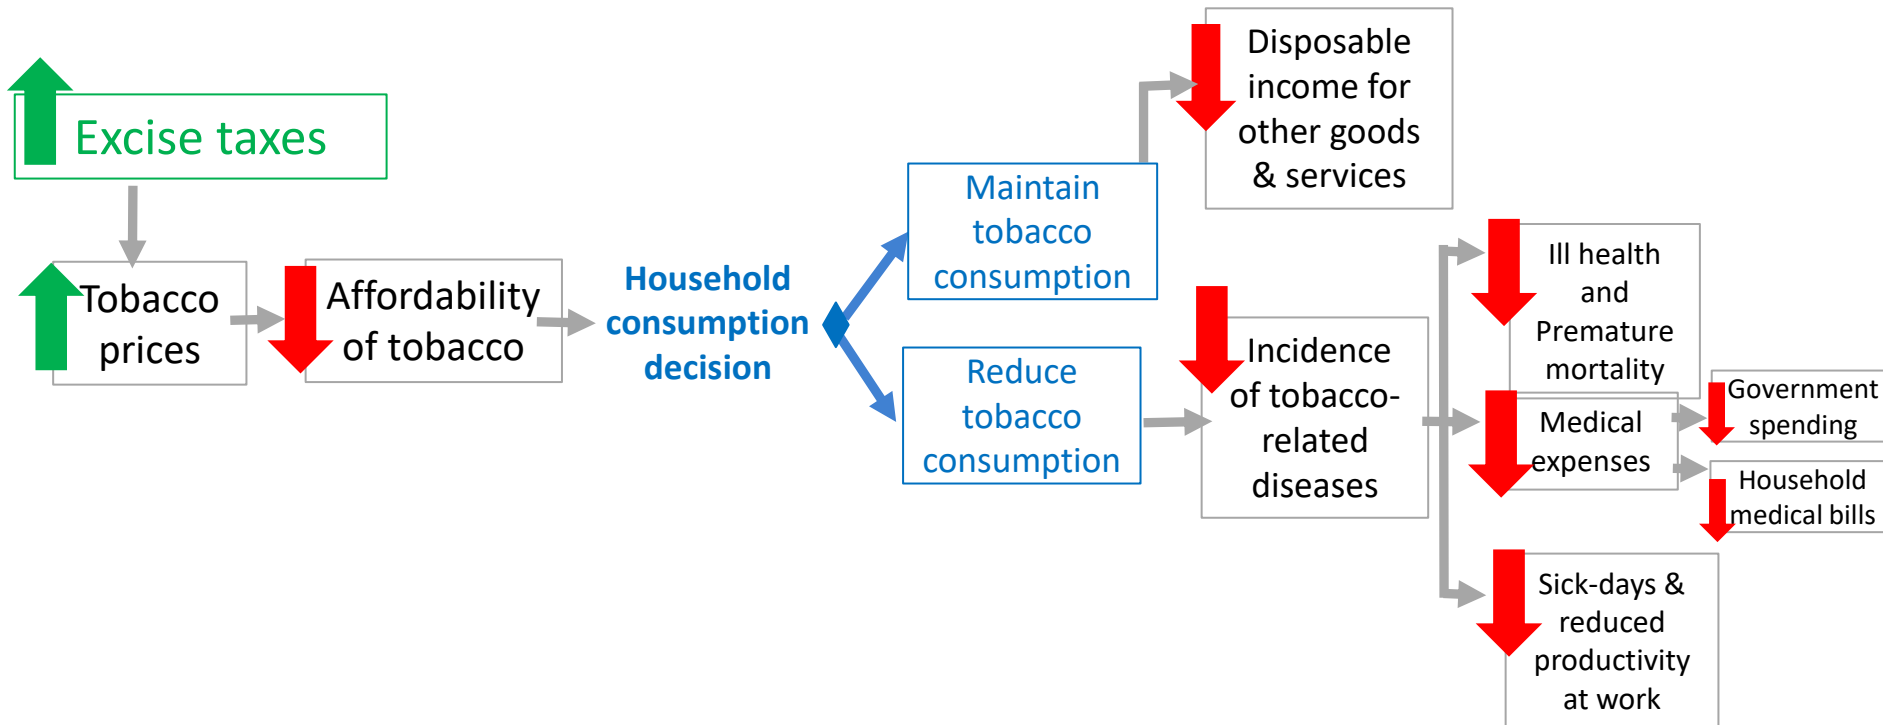 Excise taxes
Tobacco
prices
Affordability
of tobacco
Household
consumption
decision
Maintain
tobacco
consumption
Reduce
tobacco
consumption
Disposable
income for
other goods
& services
Incidence
of tobacco-
related
diseases
Ill health
and
Premature
mortality
Medical
expenses
Government
spending
Household
medical bills
Sick-days &
reduced
productivity
at work